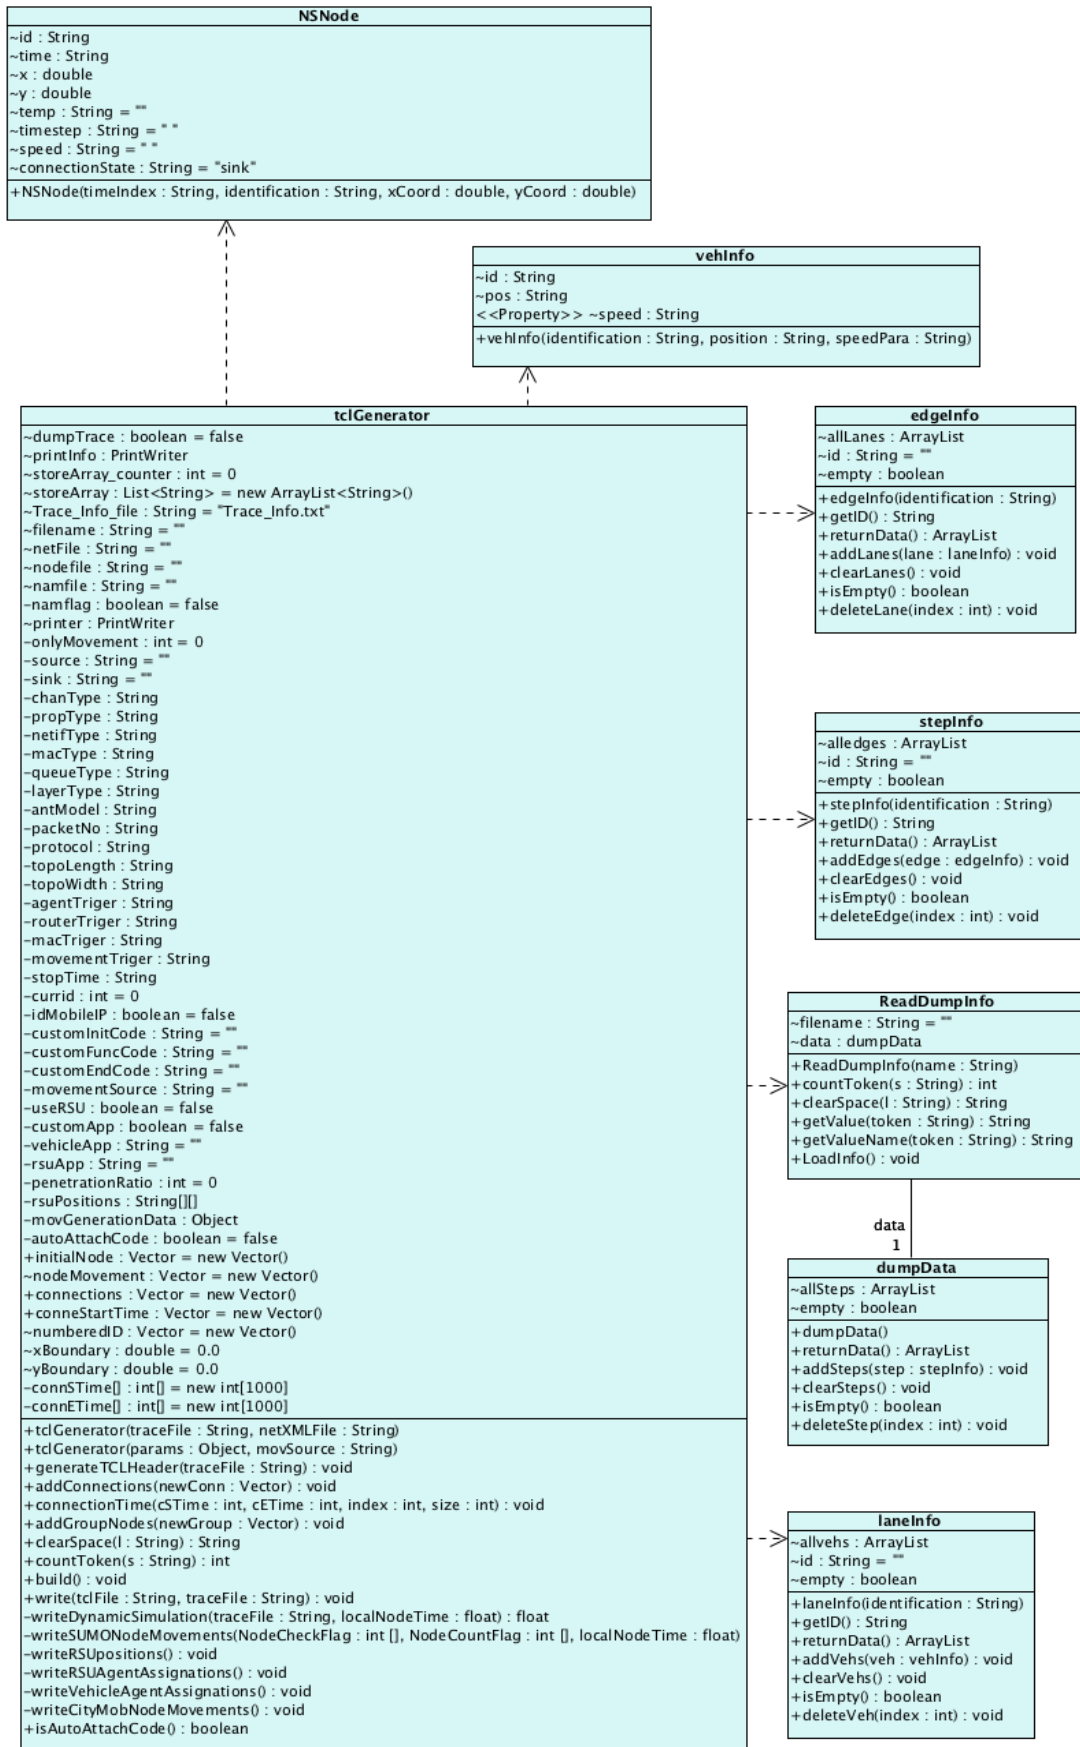 NSNode
~id : String
~time : String
~x : double
~y : double
~temp : String = ""
~timestep : String = " "
~speed : String = " "
~connectionState : String = "sink"
+NSNode(timeIndex : String, identification : String, xCoord : double, yCoord : double)
vehInfo
~id : String
~pos : String
<<Property>> ~speed : String
+vehInfo(identification : String, position : String, speedPara : String)
tclGenerator
~dumpTrace : boolean = false
~printInfo : PrintWriter
~storeArray_counter : int = 0
~storeArray : List<String> = new ArrayList<String>()
~Trace_Info_file : String = "Trace_Info.txt"
~filename : String = ""
~netFile : String = ""
~nodefile : String = ""
~namfile : String = ""
-namflag : boolean = false
~printer : PrintWriter
-onlyMovement : int = 0
-source : String = ""
-sink : String = ""
-chanType : String
-propType : String
-netifType : String
-macType : String
-queueType : String
-layerType : String
-antModel : String
-packetNo : String
-protocol : String
-topoLength : String
-topoWidth : String
-agentTriger : String
-routerTriger : String
-macTriger : String
-movementTriger : String
-stopTime : String
-currid : int = 0
-idMobileIP : boolean = false
-customInitCode : String = ""
-customFuncCode : String = ""
-customEndCode : String = ""
-movementSource : String = ""
-useRSU : boolean = false
-customApp : boolean = false
-vehicleApp : String = ""
-rsuApp : String = ""
-penetrationRatio : int = 0
-rsuPositions : String[][]
-movGenerationData : Object
-autoAttachCode : boolean = false
+initialNode : Vector = new Vector()
~nodeMovement : Vector = new Vector()
+connections : Vector = new Vector()
+conneStartTime : Vector = new Vector()
~numberedID : Vector = new Vector()
~xBoundary : double = 0.0
~yBoundary : double = 0.0
-connSTime[] : int[] = new int[1000]
-connETime[] : int[] = new int[1000]
+tclGenerator(traceFile : String, netXMLFile : String)
+tclGenerator(params : Object, movSource : String)
+generateTCLHeader(traceFile : String) : void
+addConnections(newConn : Vector) : void
+connectionTime(cSTime : int, cETime : int, index : int, size : int) : void
+addGroupNodes(newGroup : Vector) : void
+clearSpace(l : String) : String
+countToken(s : String) : int
+build() : void
+write(tclFile : String, traceFile : String) : void
-writeDynamicSimulation(traceFile : String, localNodeTime : float) : float
-writeSUMONodeMovements(NodeCheckFlag : int [], NodeCountFlag : int [], localNodeTime : float)
-writeRSUpositions() : void
-writeRSUAgentAssignations() : void
-writeVehicleAgentAssignations() : void
-writeCityMobNodeMovements() : void
+isAutoAttachCode() : boolean
edgeInfo
~allLanes : ArrayList
~id : String = ""
~empty : boolean
+edgeInfo(identification : String)
+getID() : String
+returnData() : ArrayList
+addLanes(lane : laneInfo) : void
+clearLanes() : void
+isEmpty() : boolean
+deleteLane(index : int) : void
stepInfo
~alledges : ArrayList
~id : String = ""
~empty : boolean
+stepInfo(identification : String)
+getID() : String
+returnData() : ArrayList
+addEdges(edge : edgeInfo) : void
+clearEdges() : void
+isEmpty() : boolean
+deleteEdge(index : int) : void
ReadDumpInfo
~filename : String = ""
~data : dumpData
+ReadDumpInfo(name : String)
+countToken(s : String) : int
+clearSpace(l : String) : String
+getValue(token : String) : String
+getValueName(token : String) : String
+LoadInfo() : void
data
1
dumpData
~allSteps : ArrayList
~empty : boolean
+dumpData()
+returnData() : ArrayList
+addSteps(step : stepInfo) : void
+clearSteps() : void
+isEmpty() : boolean
+deleteStep(index : int) : void
laneInfo
~allvehs : ArrayList
~id : String = ""
~empty : boolean
+laneInfo(identification : String)
+getID() : String
+returnData() : ArrayList
+addVehs(veh : vehInfo) : void
+clearVehs() : void
+isEmpty() : boolean
+deleteVeh(index : int) : void